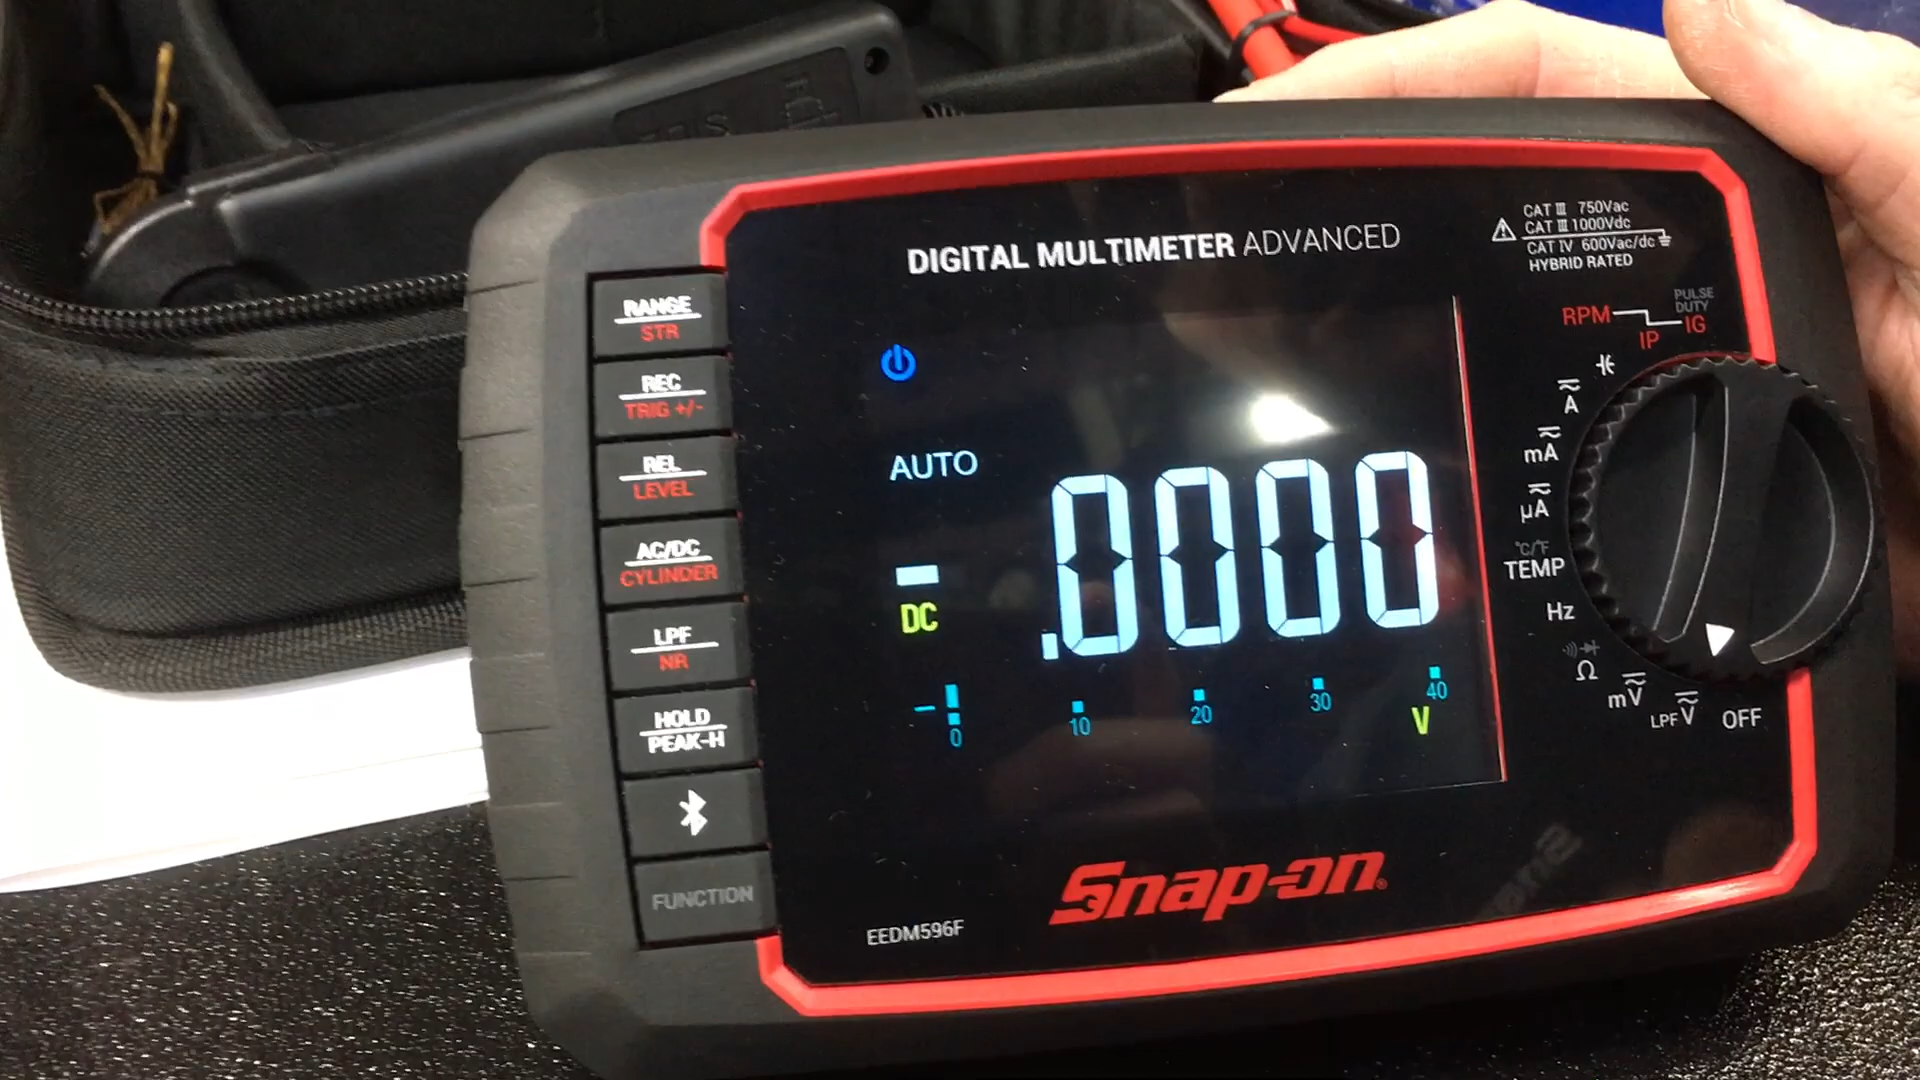 DIGITAL MULTIMETER ADVANCED
CAT III 750Vac
CAT III 1000Vdc
CAT IV 600Vac/dc
HYBRID RATED
RANGE
STR
REC
TRIG +/-
REL
LEVEL
AC/DC
CYLINDER
LPF
NR
HOLD
PEAK-H
FUNCTION
AUTO
-
DC
.0000
0 10 20 30 40
V
PULSE
DUTY
RPM
IP
IG
A
mA
µA
°C/°F
TEMP
Hz
Ω
mV
LPF V
OFF
Snap-on®
EEDM596F